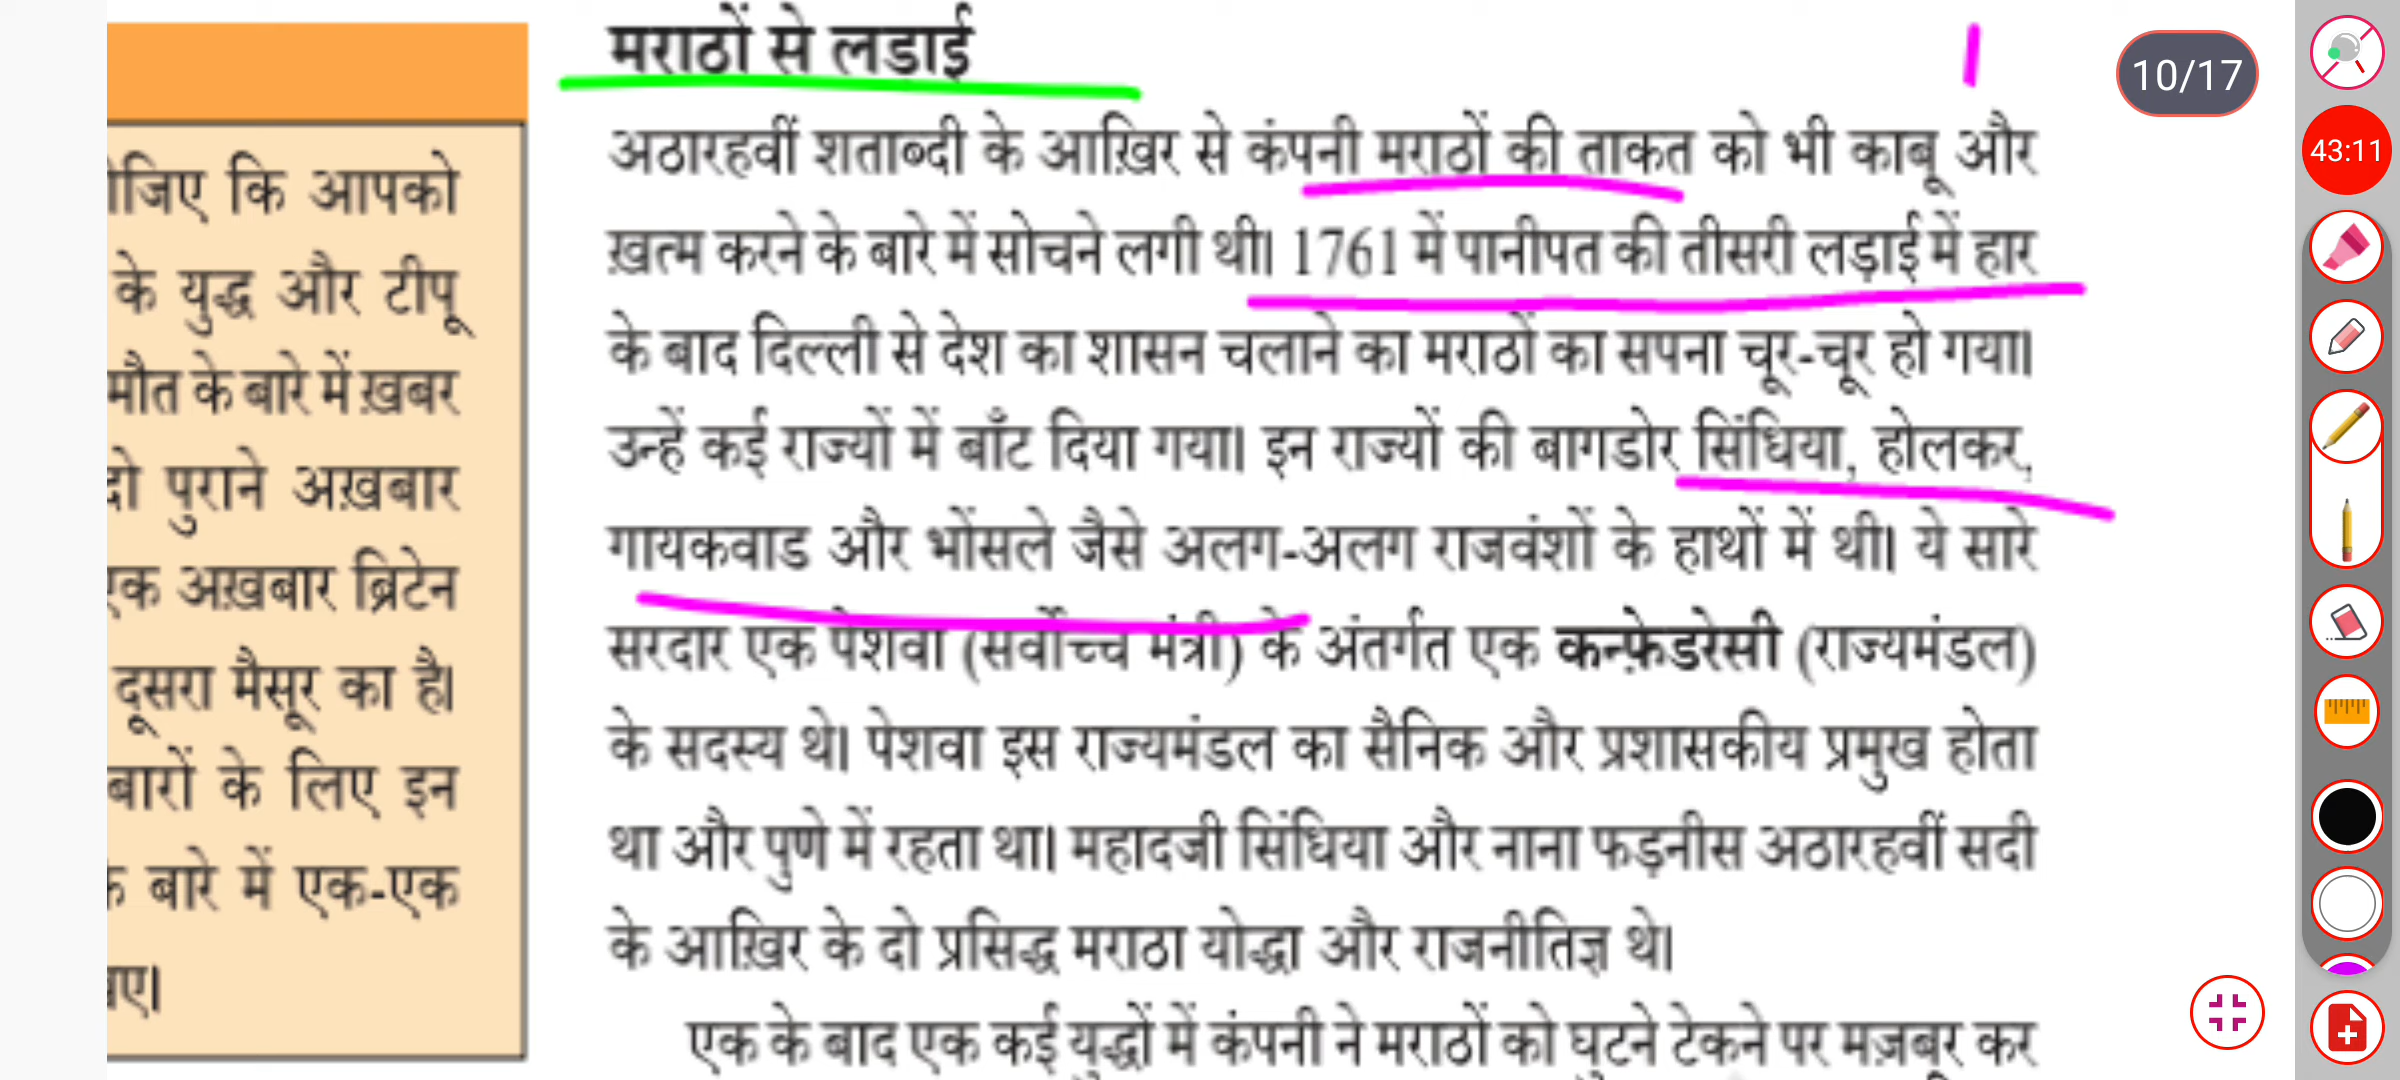 मराठों से लडाई
अठारहवीं शताब्दी के आख़िर से कंपनी मराठों की ताकत को भी काबू और
ख़त्म करने के बारे में सोचने लगी थी। 1761 में पानीपत की तीसरी लड़ाई में हार
के बाद दिल्ली से देश का शासन चलाने का मराठों का सपना चूर-चूर हो गया।
उन्हें कई राज्यों में बाँट दिया गया। इन राज्यों की बागडोर सिंधिया, होलकर,
गायकवाड और भोंसले जैसे अलग-अलग राजवंशों के हाथों में थी। ये सारे
सरदार एक पेशवा (सर्वोच्च मंत्री) के अंतर्गत एक कन्फ़ेडरेसी (राज्यमंडल)
के सदस्य थे। पेशवा इस राज्यमंडल का सैनिक और प्रशासकीय प्रमुख होता
था और पुणे में रहता था। महादजी सिंधिया और नाना फड़नीस अठारहवीं सदी
के आख़िर के दो प्रसिद्ध मराठा योद्धा और राजनीतिज्ञ थे।
एक के बाद एक कई युद्धों में कंपनी ने मराठों को घुटने टेकने पर मज़बूर कर
कि आपको
के युद्ध और टीपू
मौत के बारे में ख़बर
पुराने अख़बार
अख़बार ब्रिटेन
दूसरा मैसूर का है।
के लिए इन
बारे में एक-एक
10/17
43:11